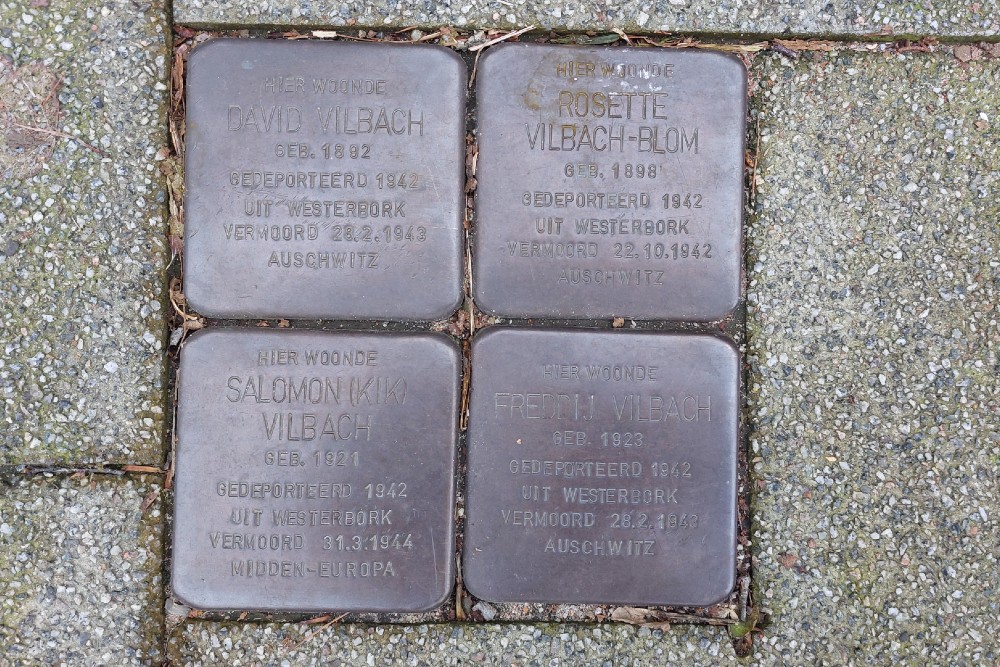 HIER WOONDE
DAVID VILBACH
GEB. 1892
GEDEPORTEERD 1942
UIT WESTERBORK
VERMOORD 28.2.1943
AUSCHWITZ
HIER WOONDE
ROSETTE
VILBACH-BLOM
GEB. 1898
GEDEPORTEERD 1942
UIT WESTERBORK
VERMOORD 22.10.1942
AUSCHWITZ
HIER WOONDE
SALOMON (KIK)
VILBACH
GEB. 1921
GEDEPORTEERD 1942
UIT WESTERBORK
VERMOORD 31.3.1944
MIDDEN-EUROPA
HIER WOONDE
FREDDIJ VILBACH
GEB. 1923
GEDEPORTEERD 1942
UIT WESTERBORK
VERMOORD 28.2.1943
AUSCHWITZ